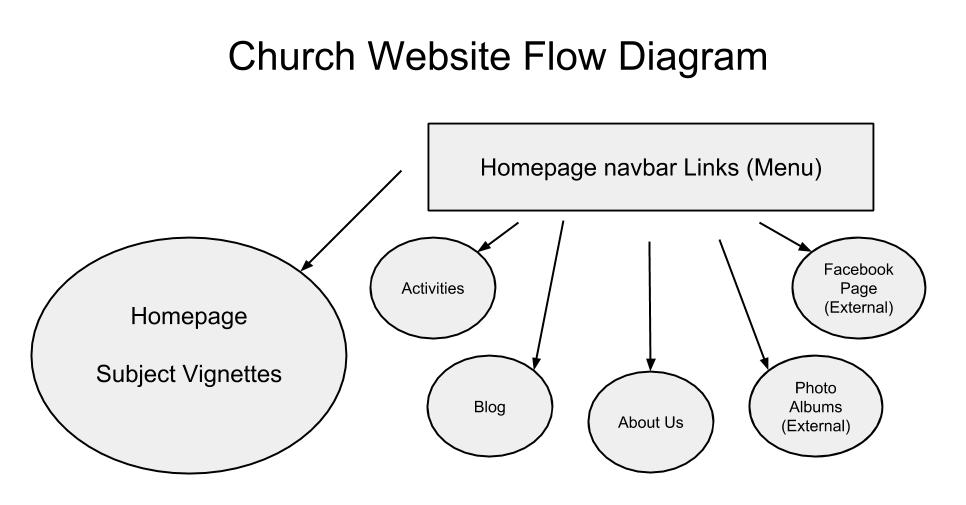 Church Website Flow Diagram
Homepage navbar Links (Menu)
Homepage
Subject Vignettes
Activities
Blog
About Us
Photo
Albums
(External)
Facebook
Page
(External)